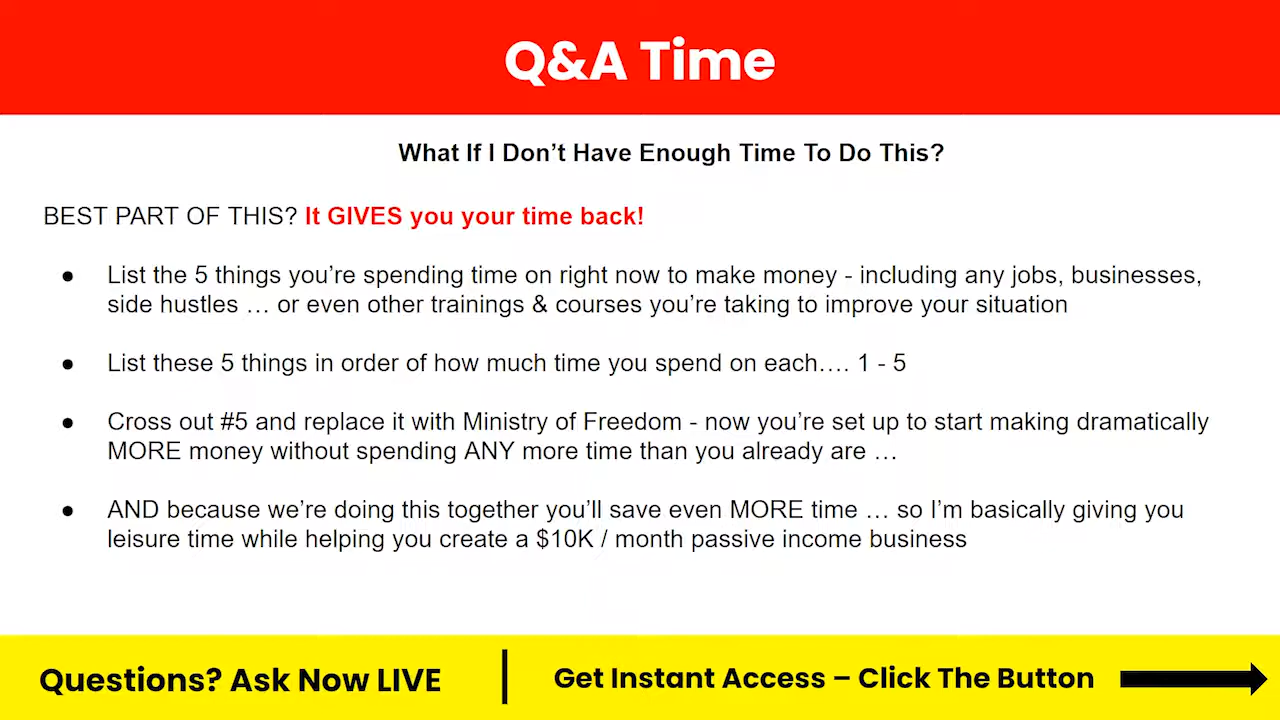 Q&A Time
What If I Don’t Have Enough Time To Do This?
BEST PART OF THIS? It GIVES you your time back!
● List the 5 things you’re spending time on right now to make money - including any jobs, businesses,
side hustles … or even other trainings & courses you’re taking to improve your situation
● List these 5 things in order of how much time you spend on each…. 1 - 5
● Cross out #5 and replace it with Ministry of Freedom - now you’re set up to start making dramatically
MORE money without spending ANY more time than you already are …
● AND because we’re doing this together you’ll save even MORE time … so I’m basically giving you
leisure time while helping you create a $10K / month passive income business
Questions? Ask Now LIVE
Get Instant Access – Click The Button